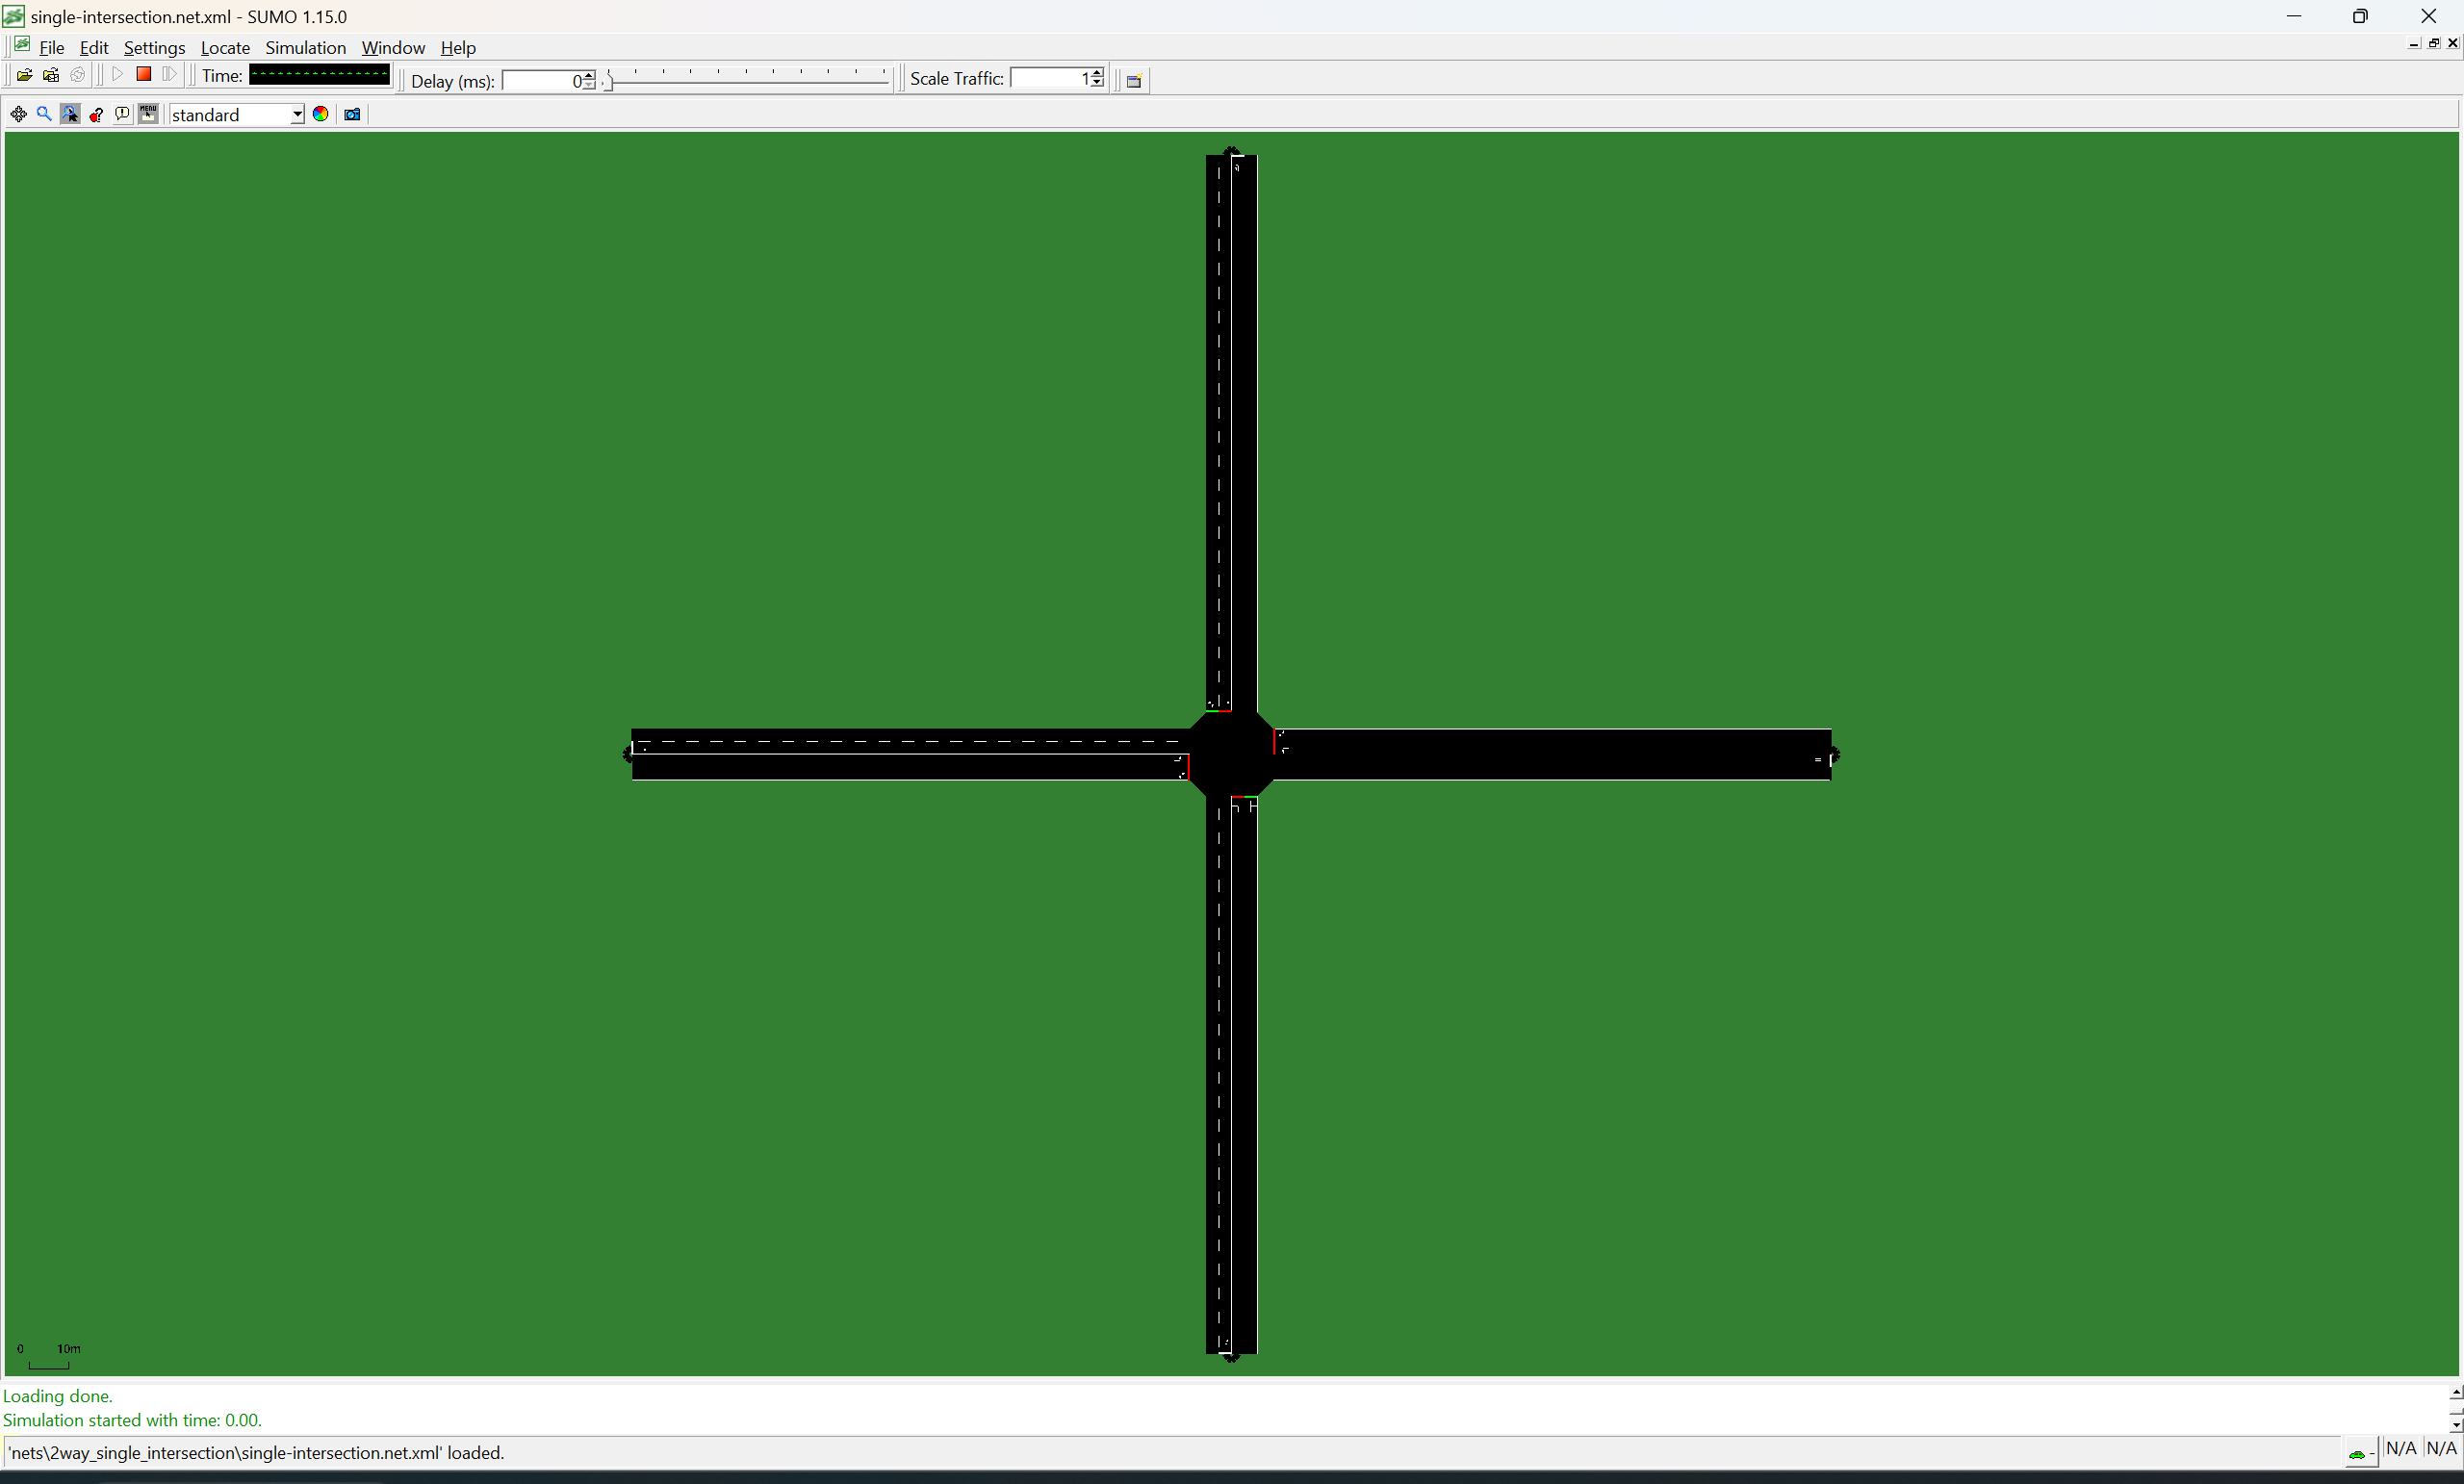 single-intersection.net.xml - SUMO 1.15.0
File Edit Settings Locate Simulation Window Help
Time: Delay (ms): 0 Scale Traffic: 1
MENU standard
0 10m
Loading done.
Simulation started with time: 0.00.
'nets\2way_single_intersection\single-intersection.net.xml' loaded. - N/A N/A